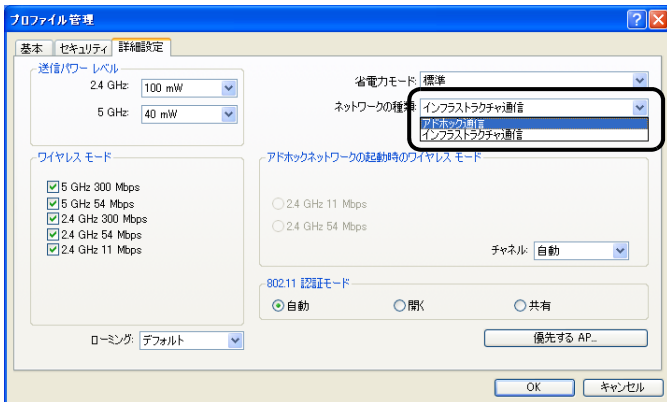 プロファイル管理
基本 セキュリティ 詳細設定
送信パワー レベル
2.4 GHz: 100 mW
5 GHz: 40 mW
省電力モード: 標準
ネットワークの種類: インフラストラクチャ通信
アドホック通信
インフラストラクチャ通信
ワイヤレス モード
5 GHz 300 Mbps
5 GHz 54 Mbps
2.4 GHz 300 Mbps
2.4 GHz 54 Mbps
2.4 GHz 11 Mbps
アドホックネットワークの起動時のワイヤレス モード
2.4 GHz 11 Mbps
2.4 GHz 54 Mbps
チャネル: 自動
802.11 認証モード
自動 開く 共有
ローミング: デフォルト
優先する AP...
OK キャンセル